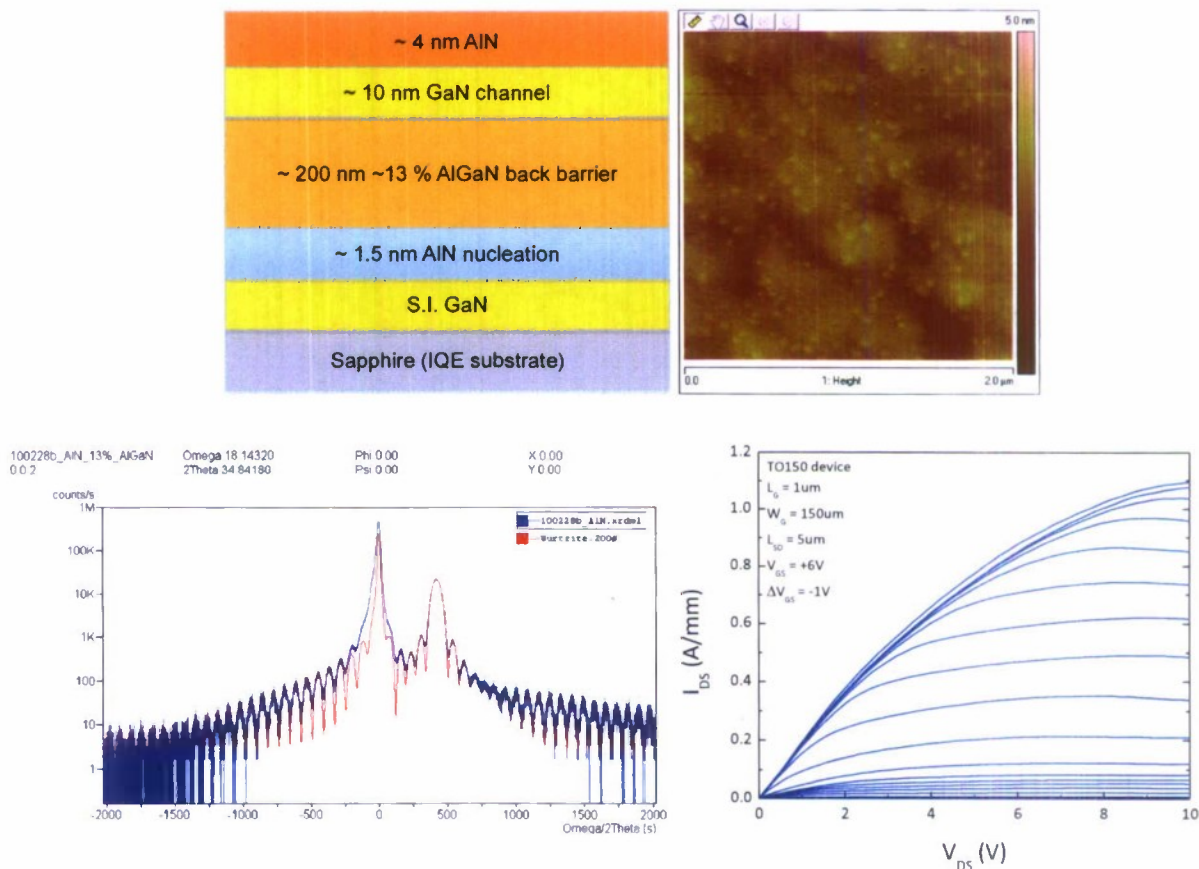 ~ 4 nm AlN
~ 10 nm GaN channel
~ 200 nm ~13 % AlGaN back barrier
~ 1.5 nm AlN nucleation
S.I. GaN
Sapphire (IQE substrate)
5.0 nm
0.0 1: Height 2.0 µm
100228b_AlN_13%_AlGaN Omega 18.14320 Phi 0.00 X 0.00
0 0 2 2Theta 34.84180 Psi 0.00 Y 0.00
counts/s
1M
100K
10K
1K
100
10
1
100228b_AlN.xrdml
-2000 -1500 -1000 -500 0 500 1000 1500 2000
Omega/2Theta (s)
TO150 device
L_G = 1um
W_G = 150um
L_SD = 5um
V_GS = +6V
ΔV_GS = -1V
1.2
1.0
0.8
0.6
0.4
0.2
0.0
I_DS (A/mm)
0 2 4 6 8 10
V_DS (V)